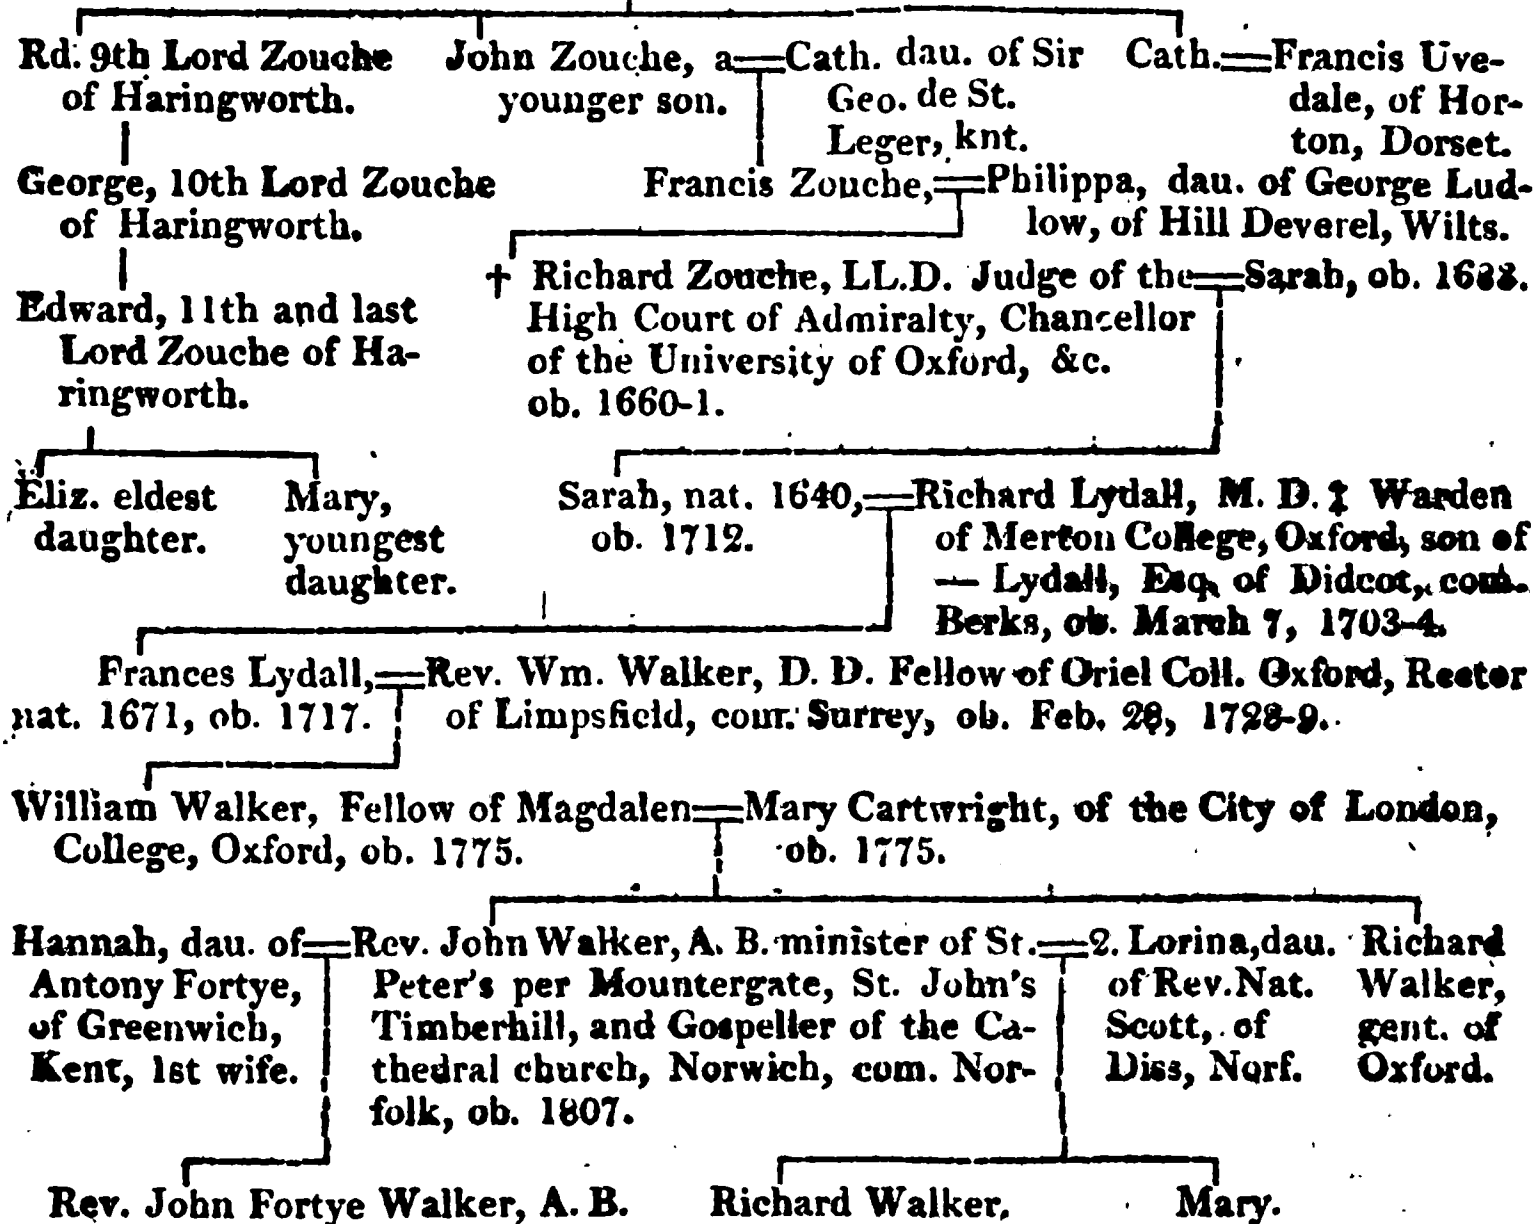 Rd. 9th Lord Zouche
of Haringworth.
John Zouche, a
younger son.
Cath. dau. of Sir
Geo. de St.
Leger, knt.
Cath.
Francis Uve-
dale, of Hor-
ton, Dorset.
George, 10th Lord Zouche
of Haringworth.
Francis Zouche,
Philippa, dau. of George Lud-
low, of Hill Deverel, Wilts.
Edward, 11th and last
Lord Zouche of Ha-
ringworth.
† Richard Zouche, LL.D. Judge of the
High Court of Admiralty, Chancellor
of the University of Oxford, &c.
ob. 1660-1.
Sarah, ob.
Eliz. eldest
daughter.
Mary,
youngest
daughter.
Sarah, nat. 1640,
ob. 1712.
Richard Lydall, M. D. ‡ Warden
of Merton College, Oxford, son of
— Lydall, Esq. of Didcot, com.
Berks, ob. March 7, 1703-4.
Frances Lydall,
nat. 1671, ob. 1717.
Rev. Wm. Walker, D. D. Fellow of Oriel Coll. Oxford, Rector
of Limpsfield, com. Surrey, ob. Feb. 28, 1728-9.
William Walker, Fellow of Magdalen
College, Oxford, ob. 1775.
Mary Cartwright, of the City of London,
ob. 1775.
Hannah, dau. of
Antony Fortye,
of Greenwich,
Kent, 1st wife.
Rev. John Walker, A. B. minister of St.
Peter's per Mountergate, St. John's
Timberhill, and Gospeller of the Ca-
thedral church, Norwich, com. Nor-
folk, ob. 1807.
2. Lorina, dau.
of Rev. Nat.
Scott, of
Diss, Norf.
Richard
Walker,
gent. of
Oxford.
Rev. John Fortye Walker, A. B.
Richard Walker.
Mary.